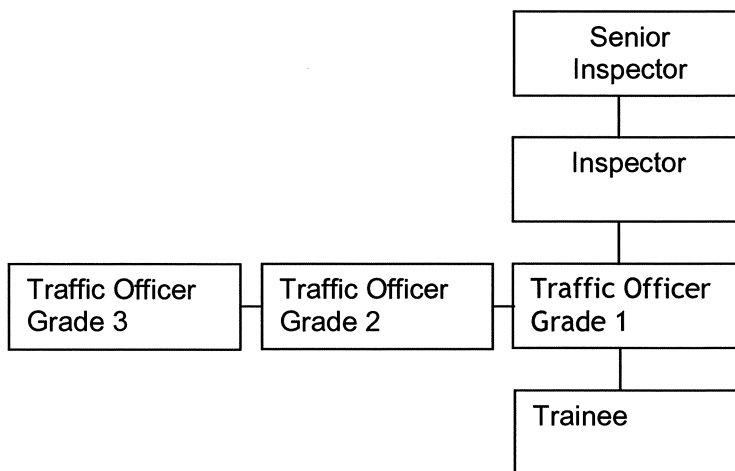 Senior
Inspector
Inspector
Traffic Officer
Grade 3
Traffic Officer
Grade 2
Traffic Officer
Grade 1
Trainee